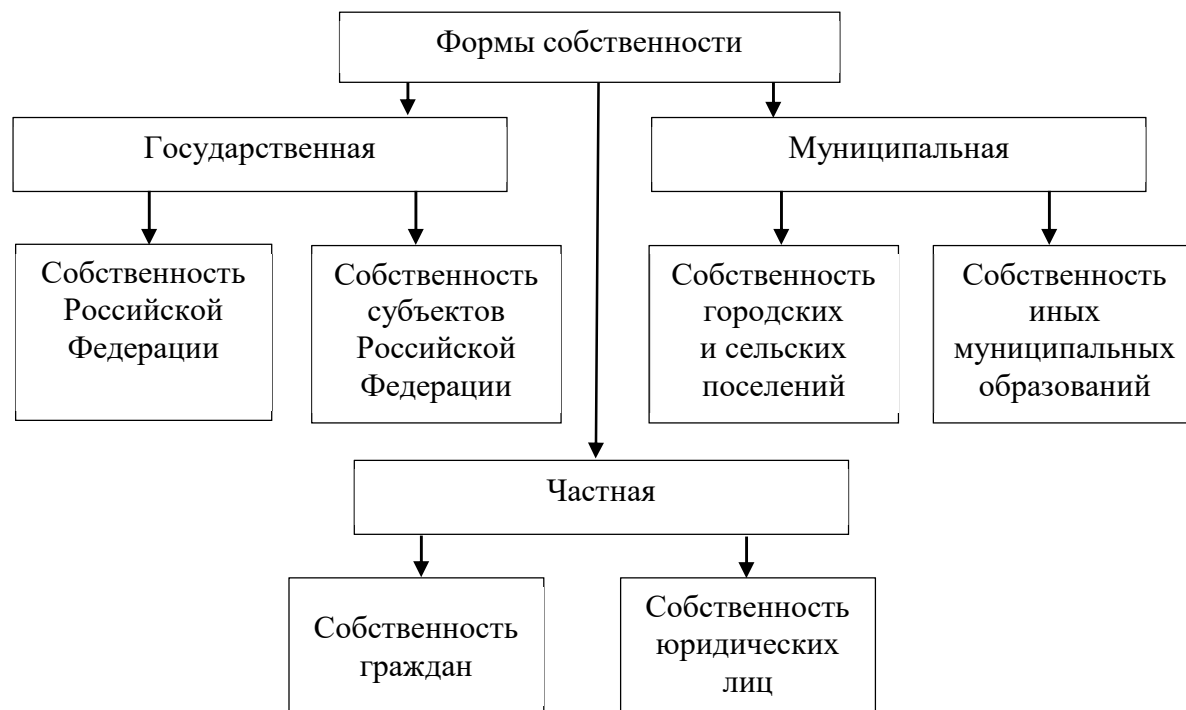 Формы собственности
Государственная
Муниципальная
Собственность
Российской
Федерации
Собственность
субъектов
Российской
Федерации
Собственность
городских
и сельских
поселений
Собственность
иных
муниципальных
образований
Частная
Собственность
граждан
Собственность
юридических
лиц